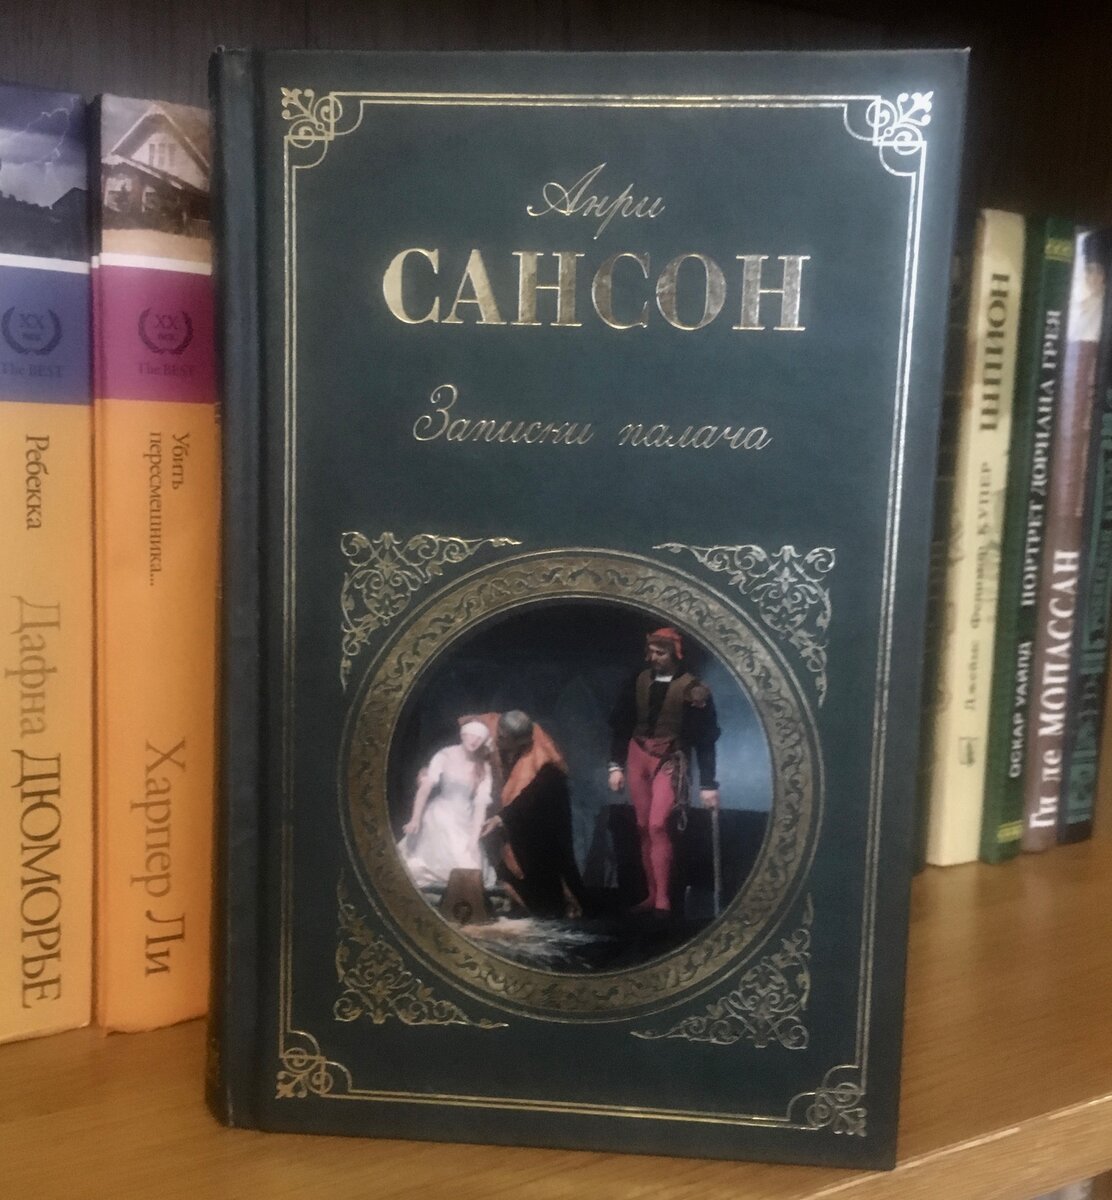 Анри
САНСОН
Записки палача
XX
The BEST
Ребекка
Дафна ДЮМОРЬЕ
XX
The BEST
Убить
пересмешника...
Харпер Ли
Джеймс Фенимор КУПЕР ШПИОН
ОСКАР УАЙЛД ПОРТРЕТ ДОРИАНА ГРЕЯ
Ги де МОПАССАН